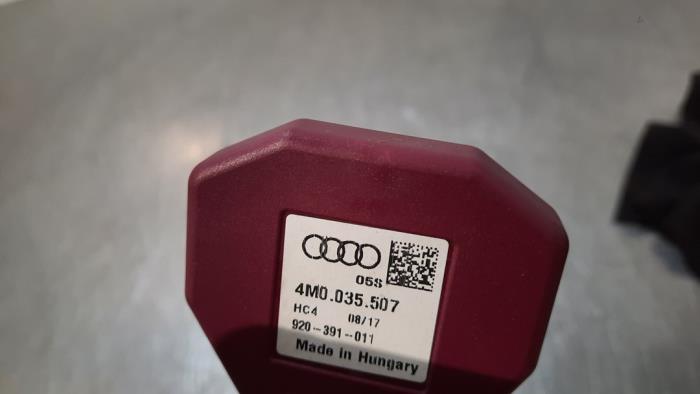 05S
4M0.035.507
HC4 08/17
920-391-011
Made in Hungary